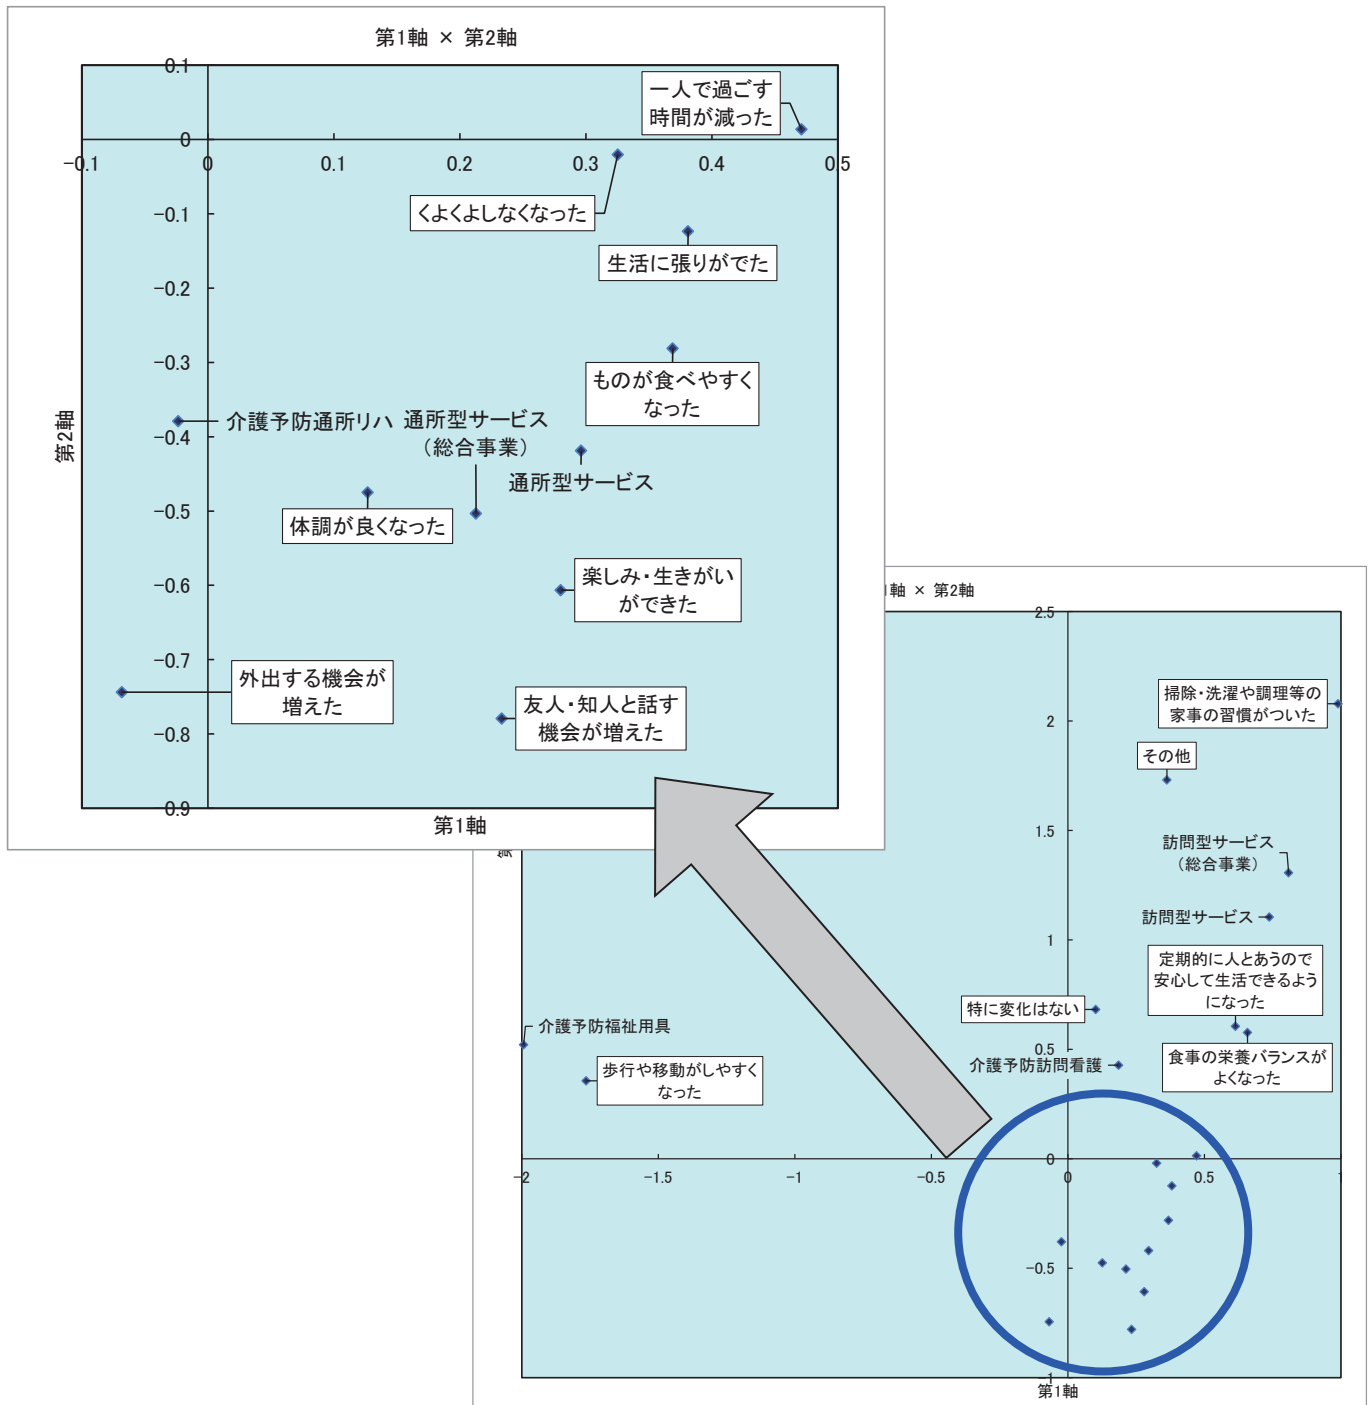 第1軸 × 第2軸
0.1
一人で過ごす
時間が減った
0
-0.1
0
0.1
0.2
0.3
0.4
0.5
くよくよしなくなった
-0.1
生活に張りがでた
-0.2
-0.3
ものが食べやすく
なった
第2軸
介護予防通所リハ
通所型サービス
（総合事業）
-0.4
通所型サービス
-0.5
体調が良くなった
-0.6
楽しみ・生きがい
ができた
-0.7
外出する機会が
増えた
友人・知人と話す
機会が増えた
-0.8
0.9
第1軸
軸 × 第2軸
2.5
掃除・洗濯や調理等の
家事の習慣がついた
2
その他
1.5
訪問型サービス
（総合事業）
訪問型サービス
1
定期的に人とあうので
安心して生活できるよう
になった
特に変化はない
介護予防福祉用具
0.5
食事の栄養バランスが
よくなった
介護予防訪問看護
歩行や移動がしやすく
なった
0
-2
-1.5
-1
-0.5
0
0.5
1
-0.5
-1
第1軸